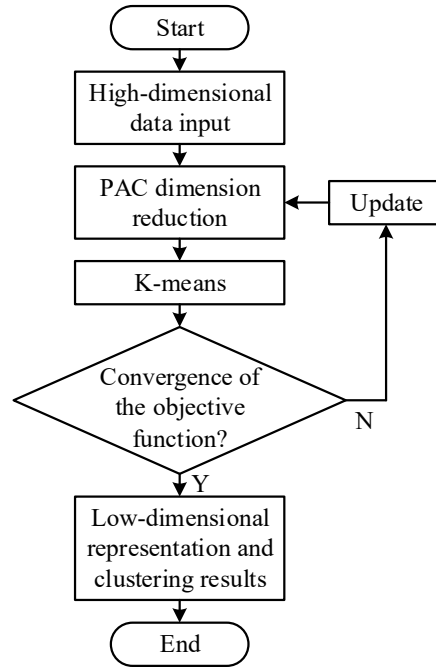 Start
High-dimensional
data input
PAC dimension
reduction
Update
K-means
Convergence of
the objective
function?
N
Y
Low-dimensional
representation and
clustering results
End